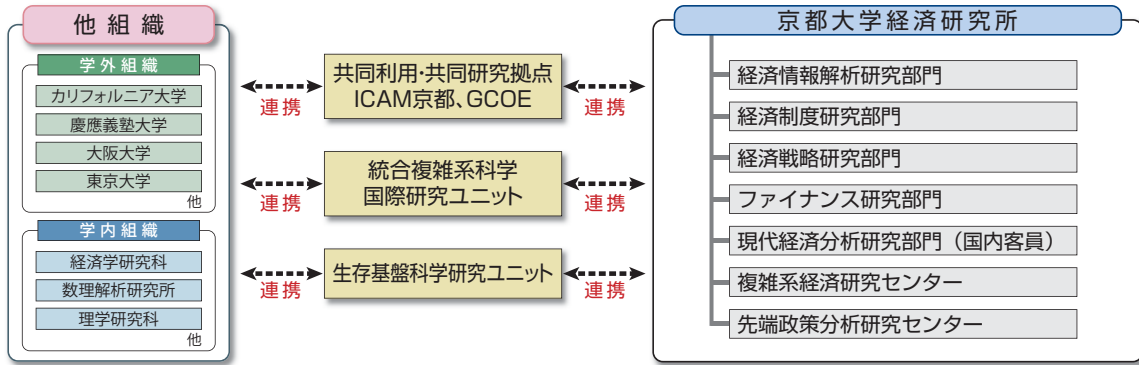 他組織
学外組織
カリフォルニア大学
慶應義塾大学
大阪大学
東京大学
他
学内組織
経済学研究科
数理解析研究所
理学研究科
他
連携
共同利用・共同研究拠点
ICAM京都、GCOE
連携
連携
統合複雑系科学
国際研究ユニット
連携
連携
生存基盤科学研究ユニット
連携
京都大学経済研究所
経済情報解析研究部門
経済制度研究部門
経済戦略研究部門
ファイナンス研究部門
現代経済分析研究部門（国内客員）
複雑系経済研究センター
先端政策分析研究センター